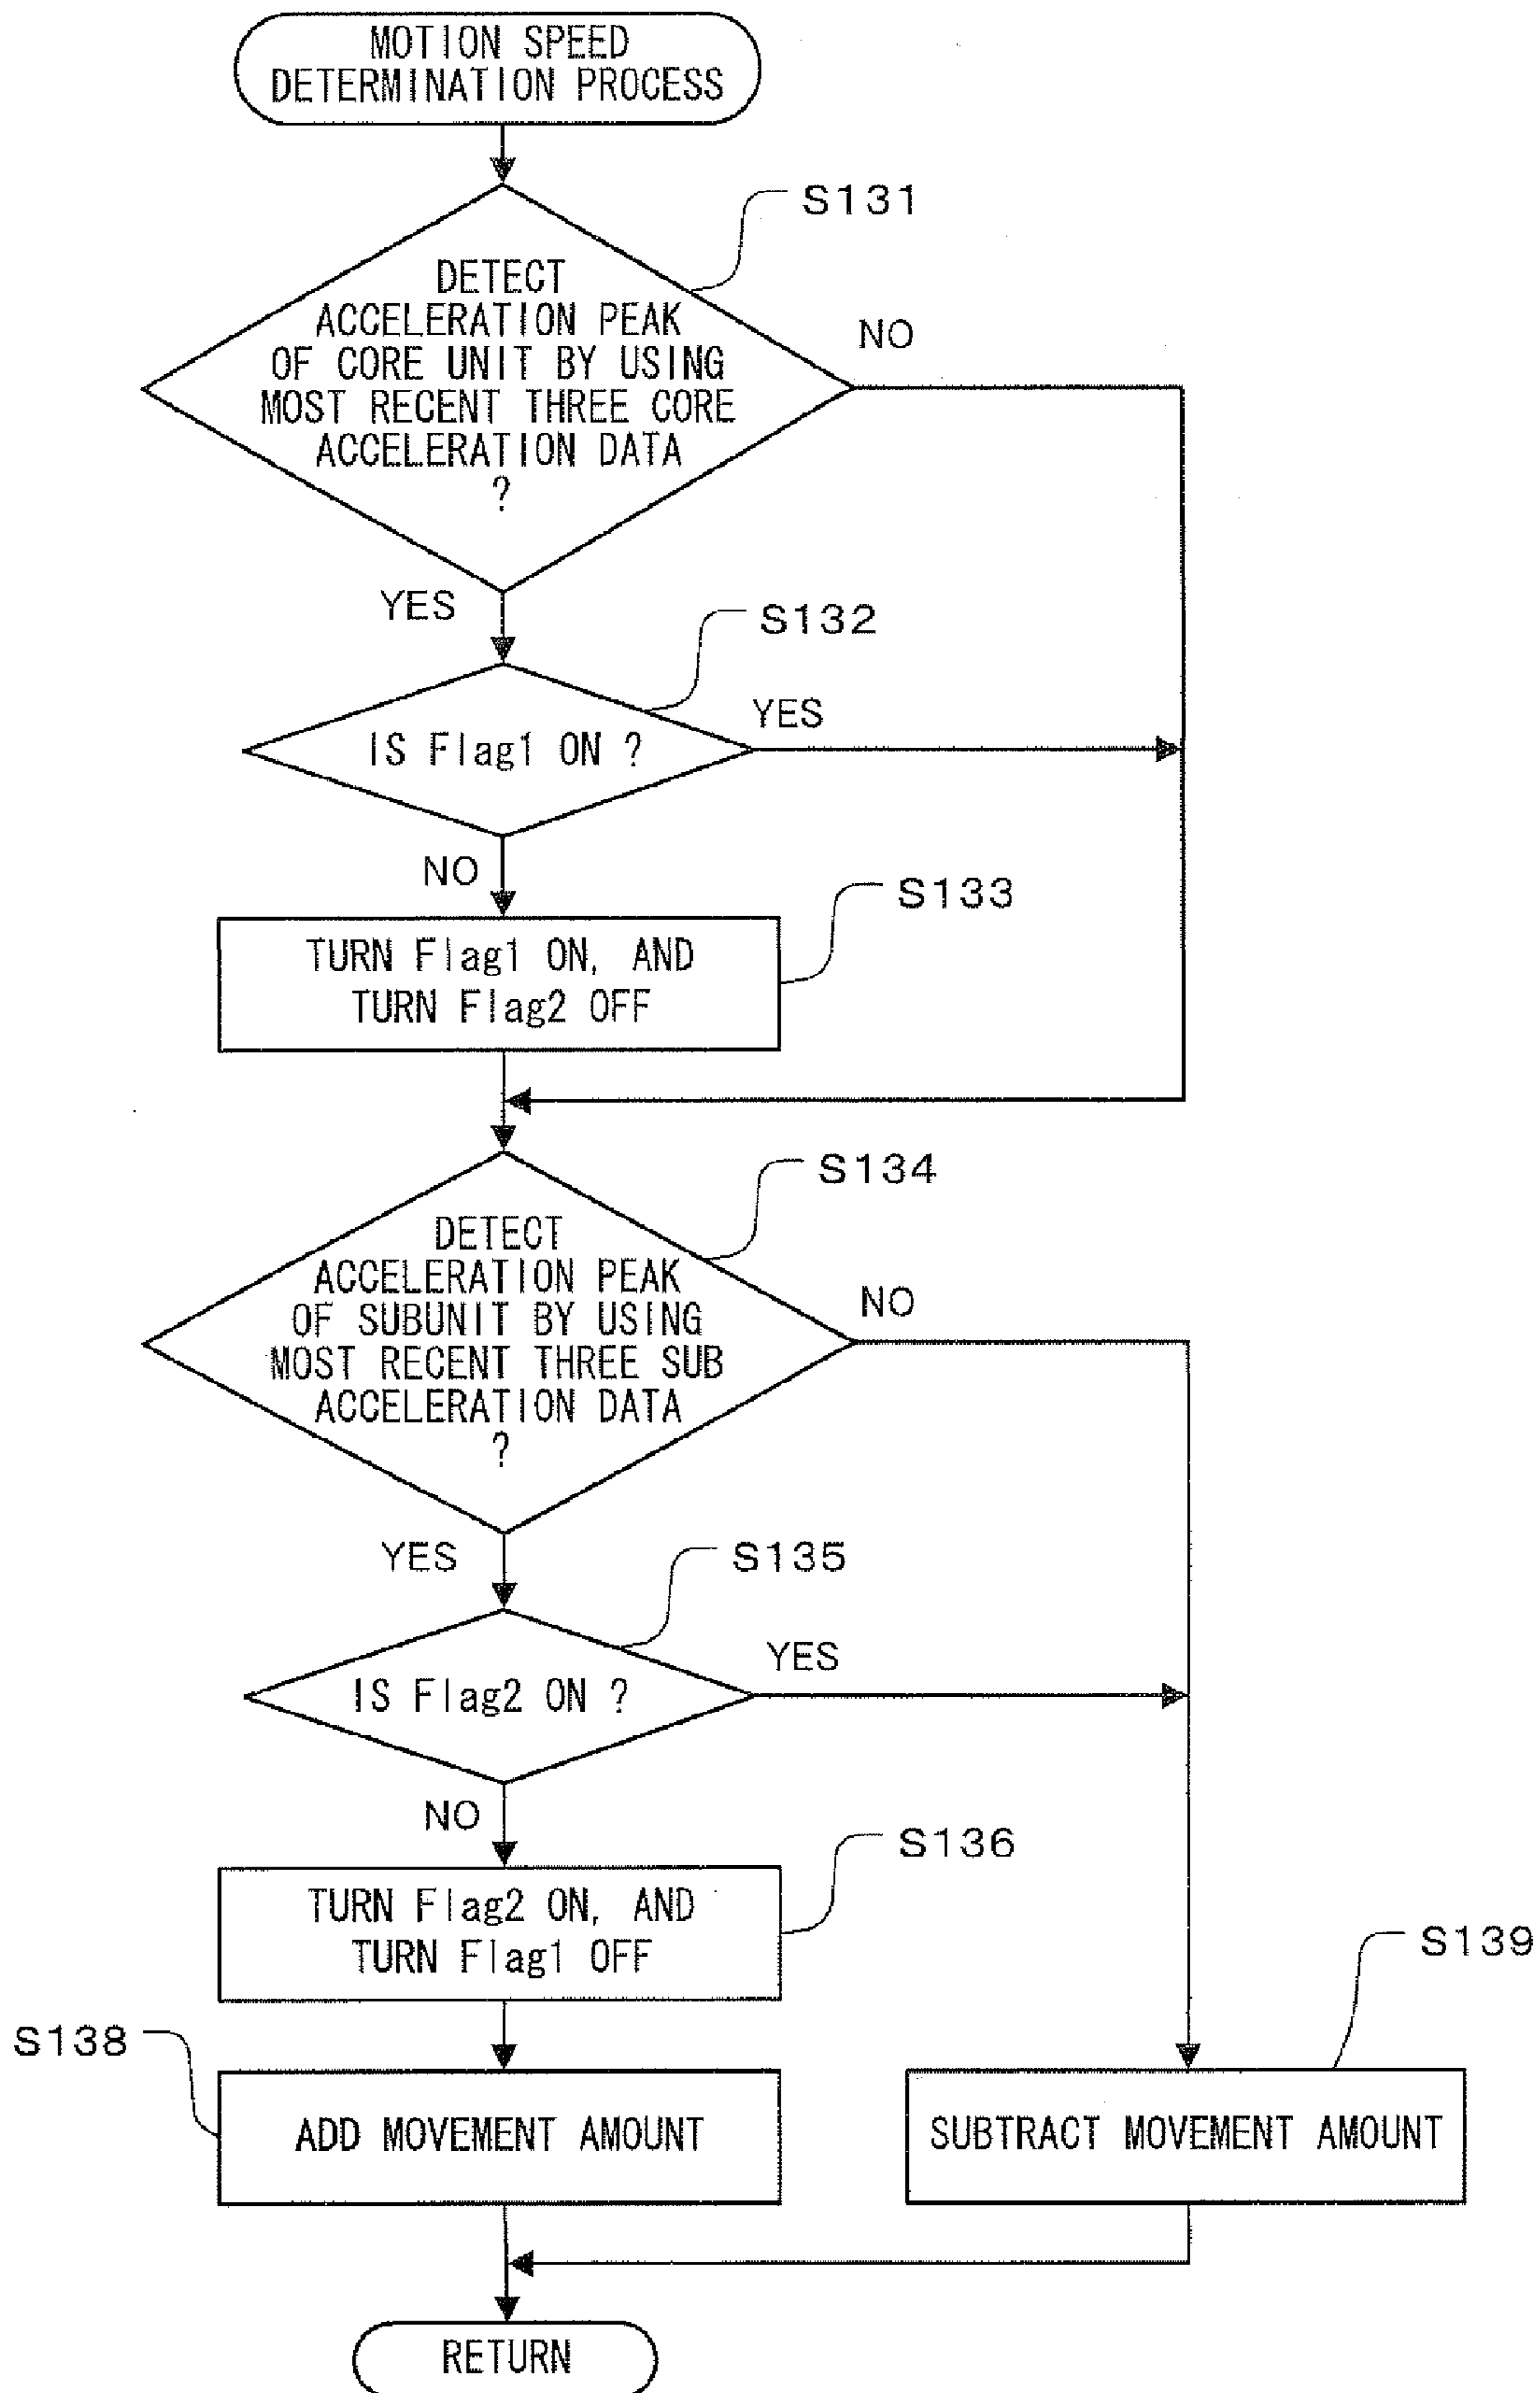 MOTION SPEED
DETERMINATION PROCESS
S131
DETECT
ACCELERATION PEAK
OF CORE UNIT BY USING
MOST RECENT THREE CORE
ACCELERATION DATA
?
NO
YES
S132
IS Flag1 ON ?
YES
NO
S133
TURN Flag1 ON, AND
TURN Flag2 OFF
S134
DETECT
ACCELERATION PEAK
OF SUBUNIT BY USING
MOST RECENT THREE SUB
ACCELERATION DATA
?
NO
YES
S135
IS Flag2 ON ?
YES
NO
S136
TURN Flag2 ON, AND
TURN Flag1 OFF
S138
ADD MOVEMENT AMOUNT
S139
SUBTRACT MOVEMENT AMOUNT
RETURN